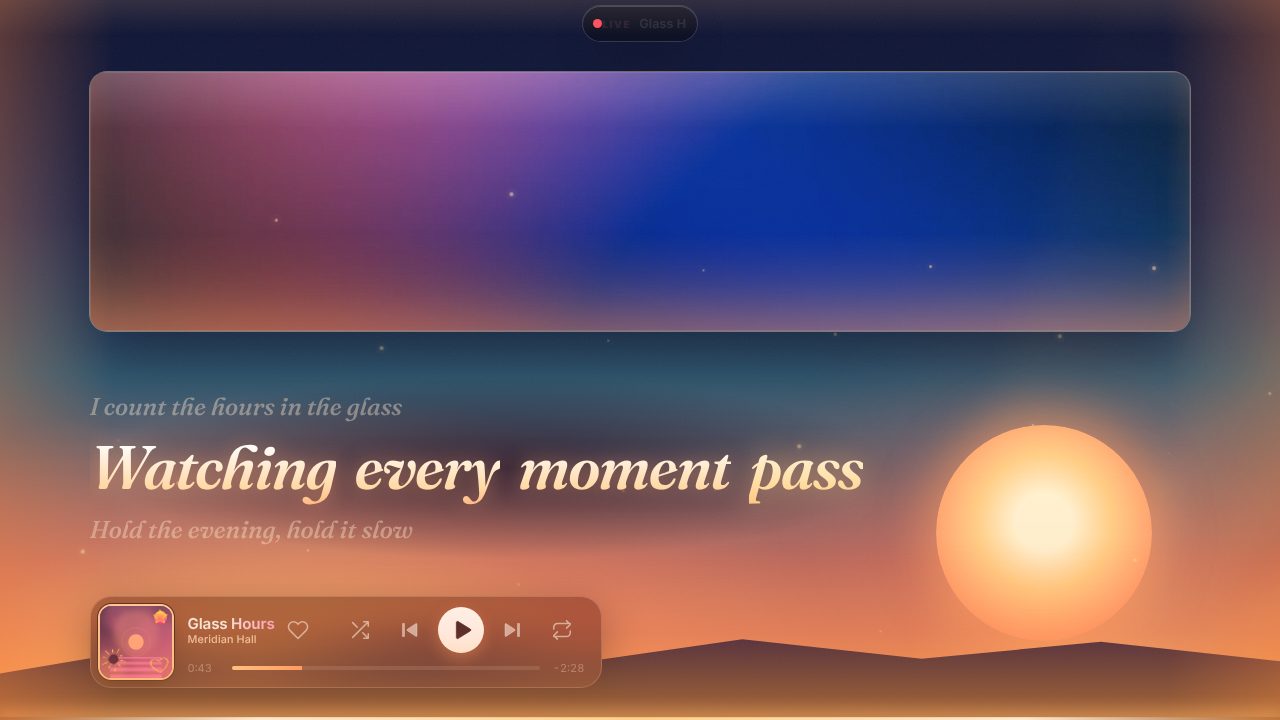 LIVE Glass H
I count the hours in the glass
Watching every moment pass
Hold the evening, hold it slow
Glass Hours
Meridian Hall
0:43
-2:28